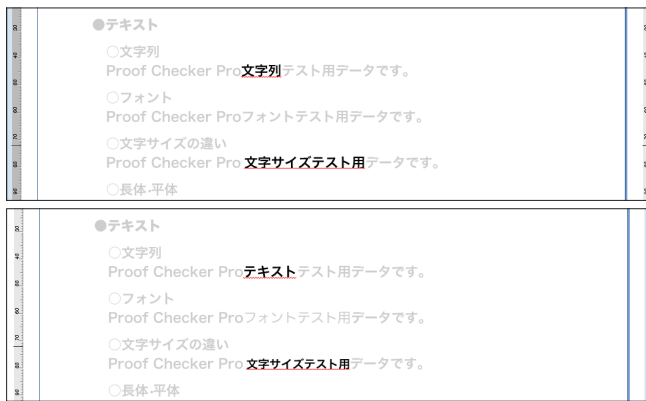 ●テキスト
○文字列
Proof Checker Pro文字列テスト用データです。
○フォント
Proof Checker Proフォントテスト用データです。
○文字サイズの違い
Proof Checker Pro 文字サイズテスト用データです。
○長体・平体
●テキスト
○文字列
Proof Checker Proテキストテスト用データです。
○フォント
Proof Checker Proフォントテスト用データです。
○文字サイズの違い
Proof Checker Pro 文字サイズテスト用データです。
○長体・平体